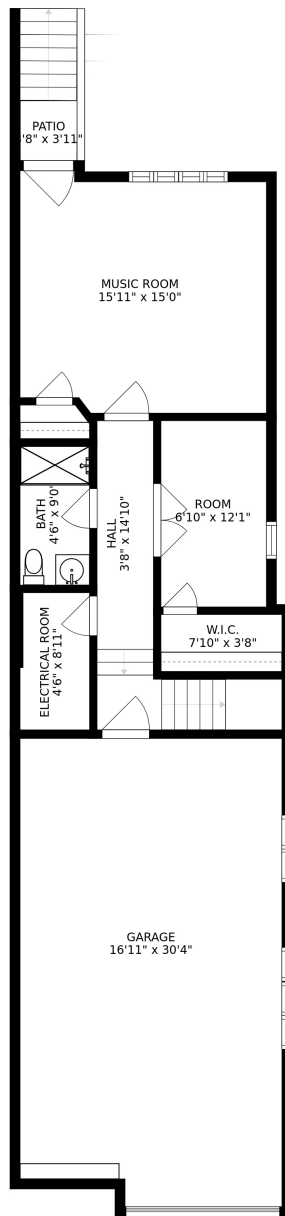 PATIO
'8" x 3'11"
MUSIC ROOM
15'11" x 15'0"
BATH
4'6" x 9'0"
HALL
3'8" x 14'10"
ROOM
6'10" x 12'1"
W.I.C.
7'10" x 3'8"
ELECTRICAL ROOM
4'6" x 8'11"
GARAGE
16'11" x 30'4"